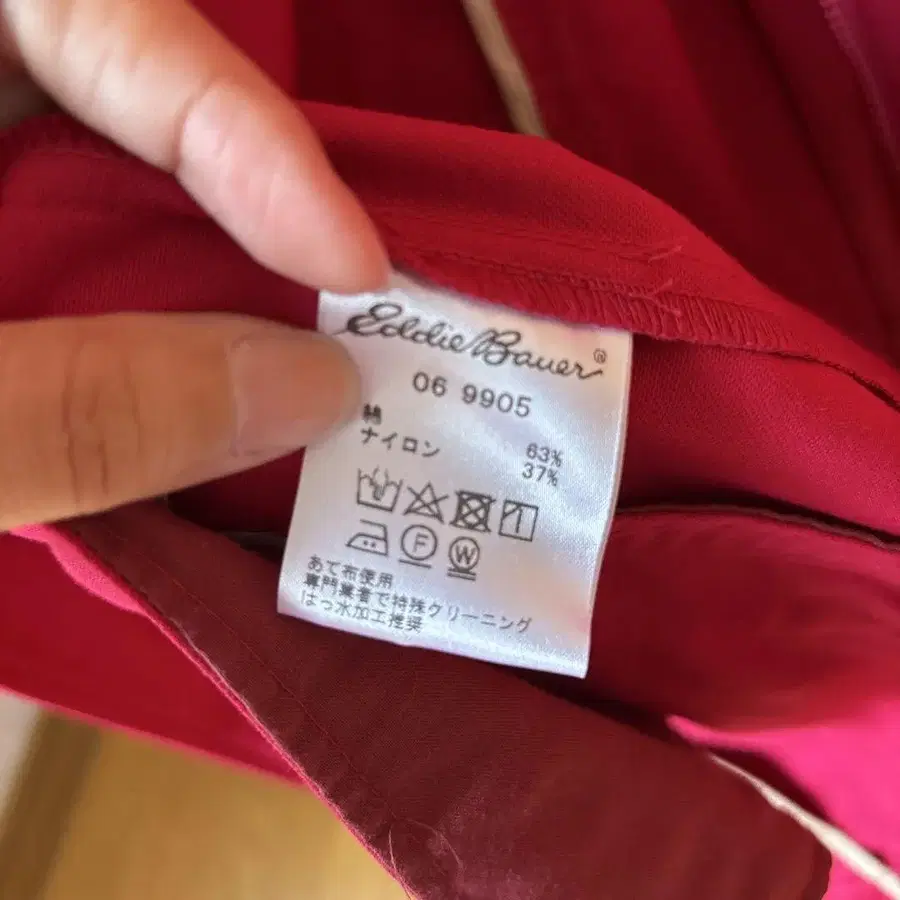 Eddie Bauer®
06 9905
綿 63%
ナイロン 37%
F W
あて布使用
専門業者で特殊クリーニング
はっ水加工推奨